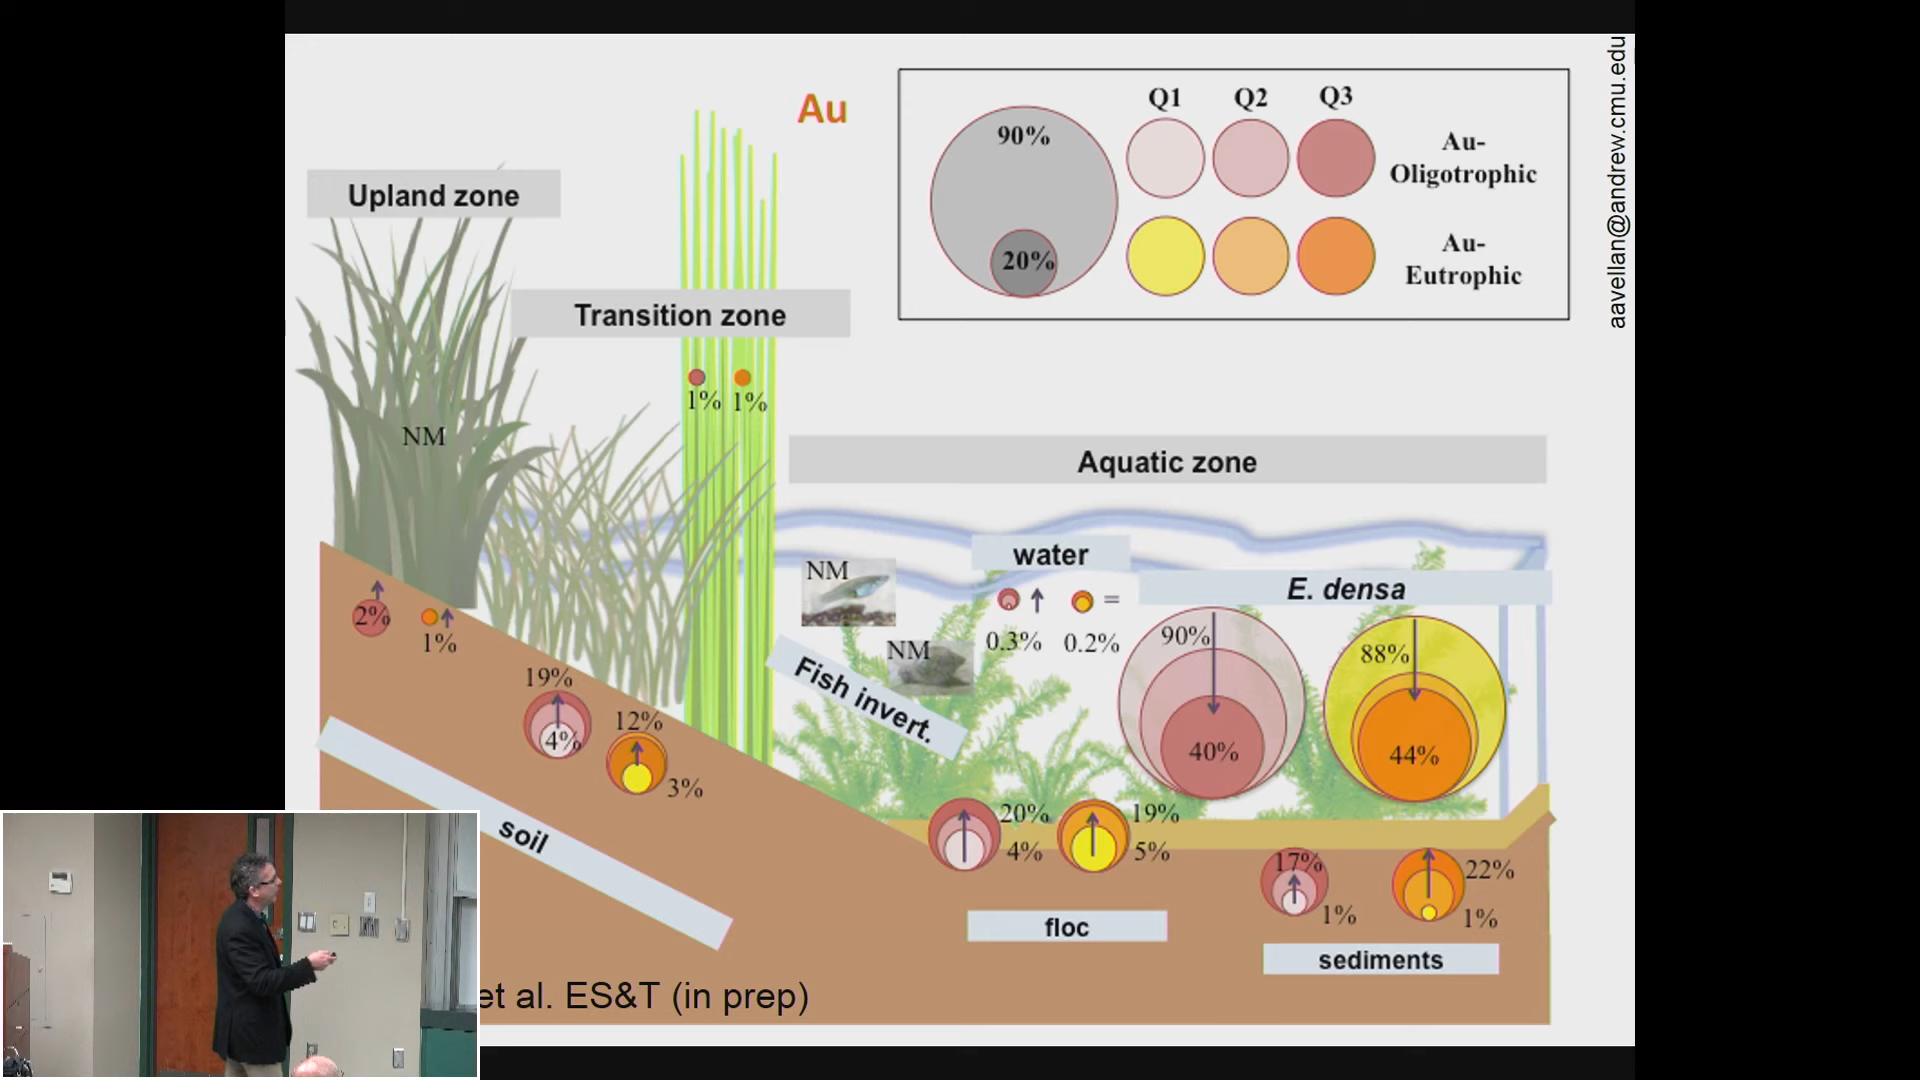 Au
aavellan@andrew.cmu.edu
90%
20%
Q1 Q2 Q3
Au-
Oligotrophic
Au-
Eutrophic
Upland zone
Transition zone
1% 1%
NM
Aquatic zone
water
0.3% 0.2%
=
NM
NM
Fish invert.
E. densa
90%
40%
88%
44%
2%
1%
19%
4%
12%
3%
soil
20%
4%
19%
5%
floc
17%
1%
22%
1%
sediments
et al. ES&T (in prep)